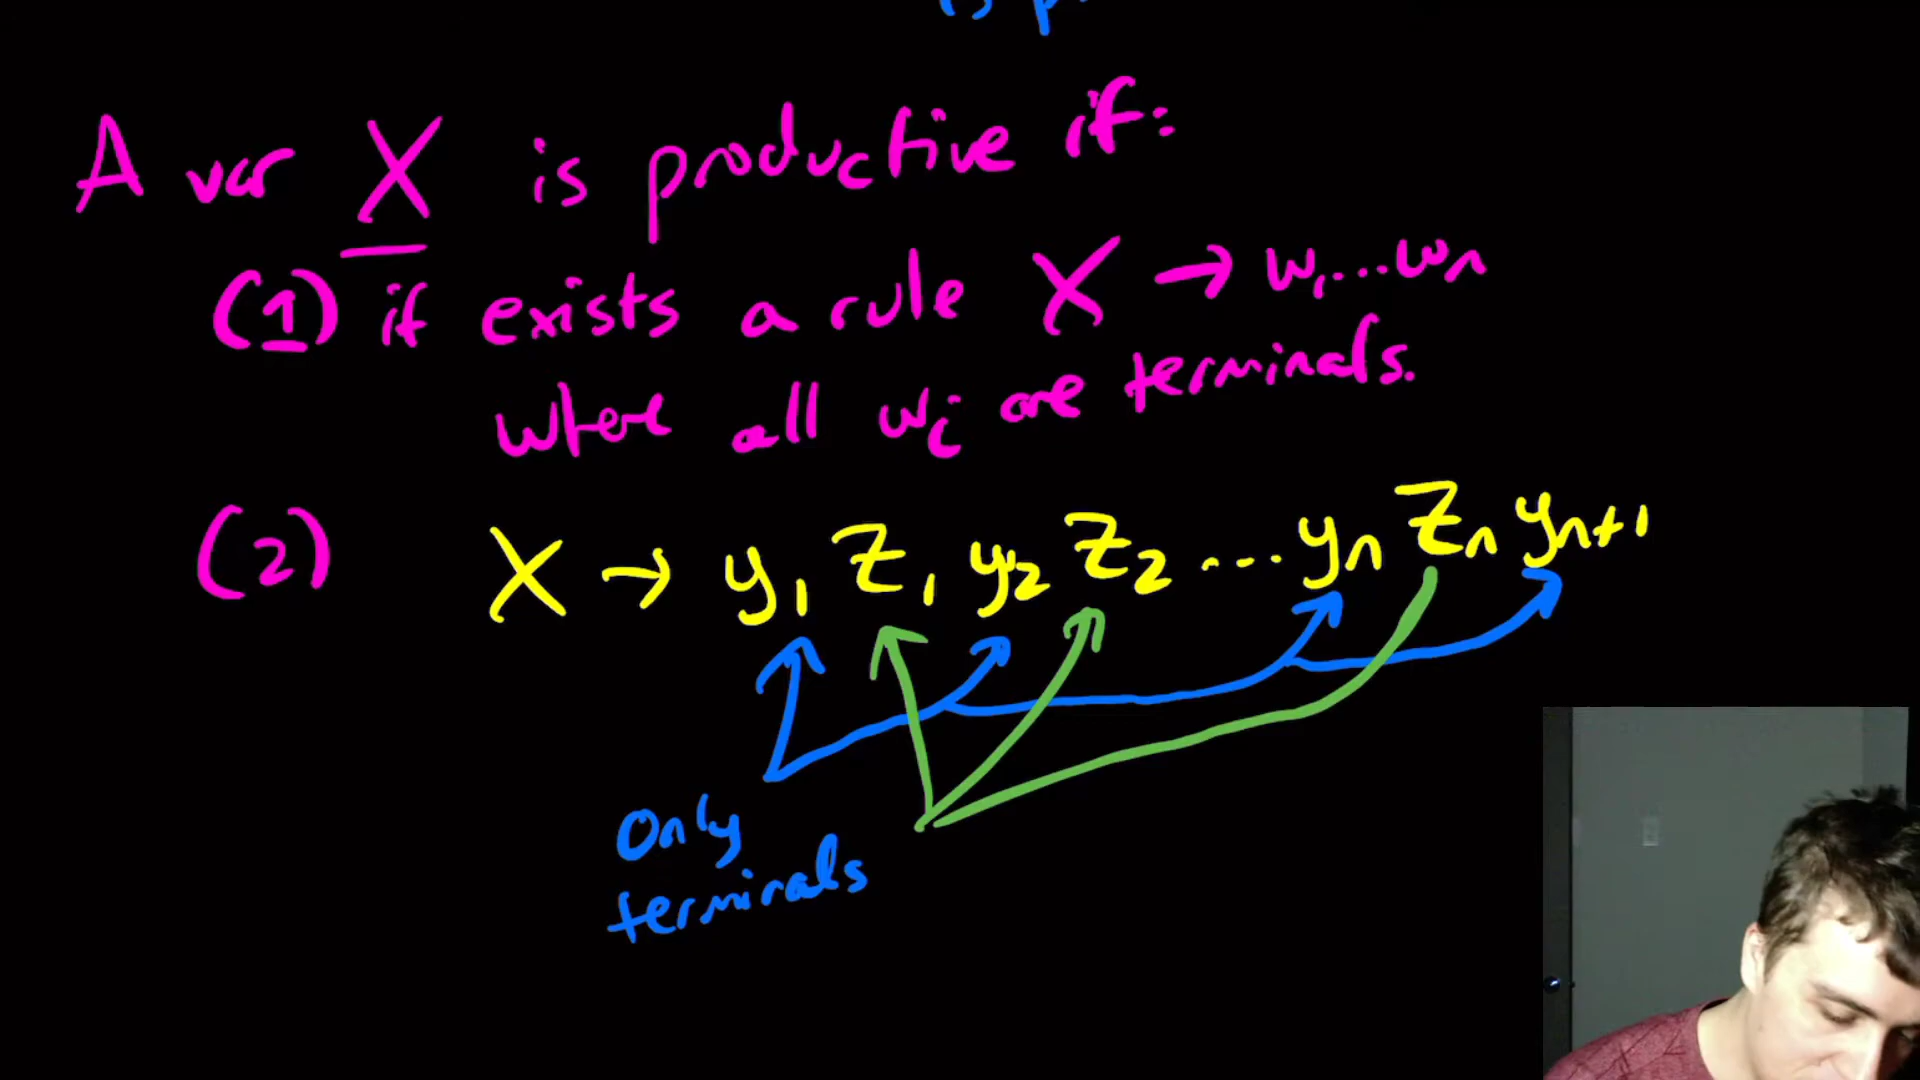 is p
A var X is productive if:
(1) if exists a rule X → w₁...wₙ
where all wᵢ are terminals.
(2) X → y₁ z₁ y₂ z₂ ... yₙ zₙ yₙ₊₁
Only
terminals